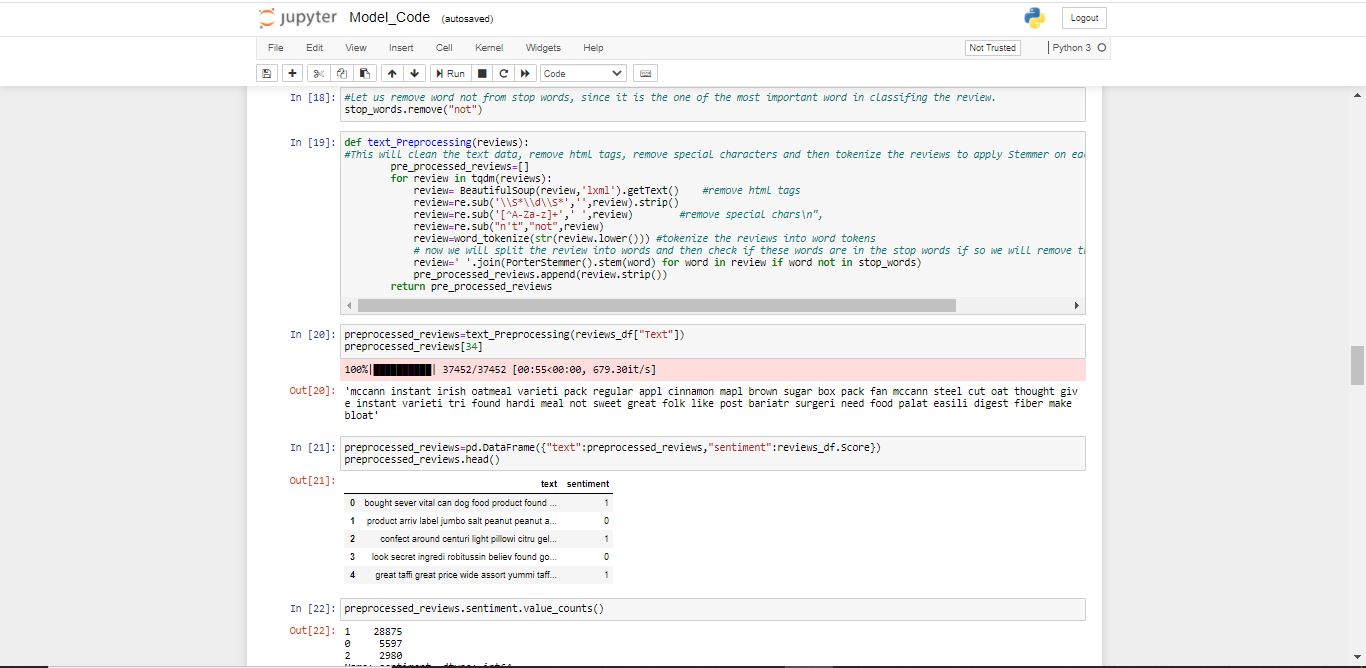 jupyter Model_Code (autosaved)
Logout
File Edit View Insert Cell Kernel Widgets Help
Not Trusted
Python 3
Run
Code
In [18]:
#Let us remove word not from stop words, since it is the one of the most important word in classifing the review.
stop_words.remove("not")
In [19]:
def text_Preprocessing(reviews):
#This will clean the text data, remove html tags, remove special characters and then tokenize the reviews to apply Stemmer on ea
pre_processed_reviews=[]
for review in tqdm(reviews):
review= BeautifulSoup(review,'lxml').getText() #remove html tags
review=re.sub('\\S*\\d\\S*','',review).strip()
review=re.sub('[^A-Za-z]+',' ',review) #remove special chars\n",
review=re.sub("n't","not",review)
review=word_tokenize(str(review.lower())) #tokenize the reviews into word tokens
# now we will split the review into words and then check if these words are in the stop words if so we will remove t
review=' '.join(PorterStemmer().stem(word) for word in review if word not in stop_words)
pre_processed_reviews.append(review.strip())
return pre_processed_reviews
In [20]:
preprocessed_reviews=text_Preprocessing(reviews_df["Text"])
preprocessed_reviews[34]
100%|██████████| 37452/37452 [00:55<00:00, 679.30it/s]
Out[20]:
'mccann instant irish oatmeal varieti pack regular appl cinnamon mapl brown sugar box pack fan mccann steel cut oat thought giv
e instant varieti tri found hardi meal not sweet great folk like post bariatr surgeri need food palat easili digest fiber make
bloat'
In [21]:
preprocessed_reviews=pd.DataFrame({"text":preprocessed_reviews,"sentiment":reviews_df.Score})
preprocessed_reviews.head()
Out[21]:
text sentiment
0 bought sever vital can dog food product found ... 1
1 product arriv label jumbo salt peanut peanut a... 0
2 confect around centuri light pillowi citru gel... 1
3 look secret ingredi robitussin believ found go... 0
4 great taffi great price wide assort yummi taff... 1
In [22]:
preprocessed_reviews.sentiment.value_counts()
Out[22]:
1 28875
0 5597
2 2980